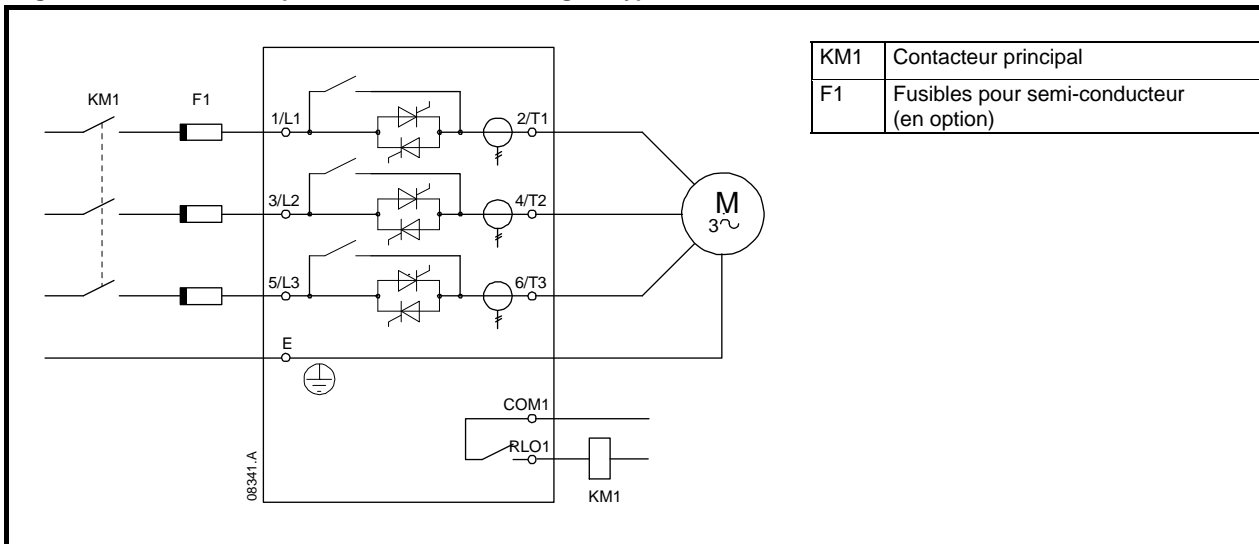 KM1
F1
1/L1
2/T1
3/L2
4/T2
5/L3
6/T3
M
3~
E
COM1
RLO1
KM1
08341.A
KM1 Contacteur principal
F1 Fusibles pour semi-conducteur
(en option)